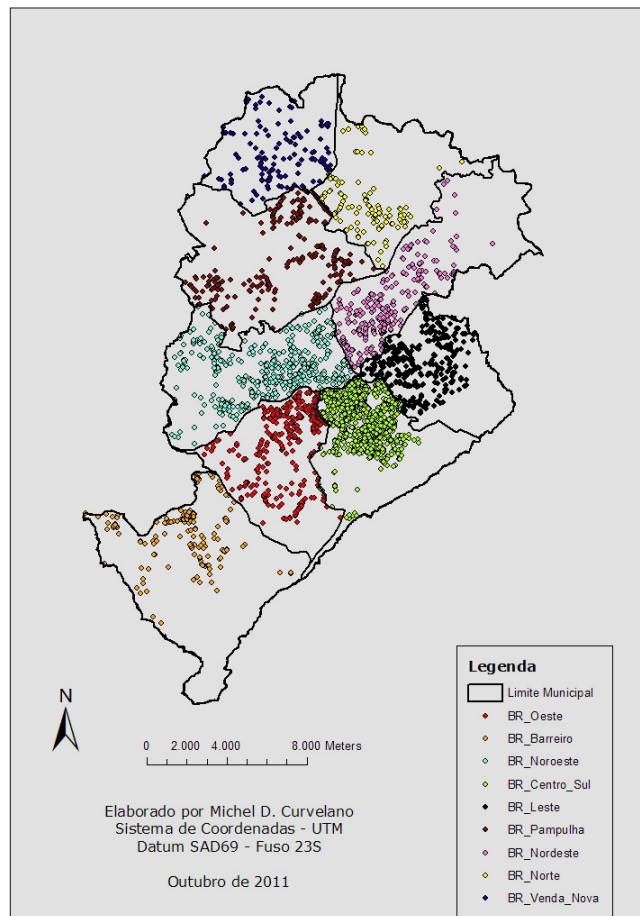 Legenda
Limite Municipal
BR_Oeste
BR_Barreiro
BR_Noroeste
BR_Centro_Sul
BR_Leste
BR_Pampulha
BR_Nordeste
BR_Norte
BR_Venda_Nova
N
0 2.000 4.000 8.000 Meters
Elaborado por Michel D. Curvelano
Sistema de Coordenadas - UTM
Datum SAD69 - Fuso 23S
Outubro de 2011